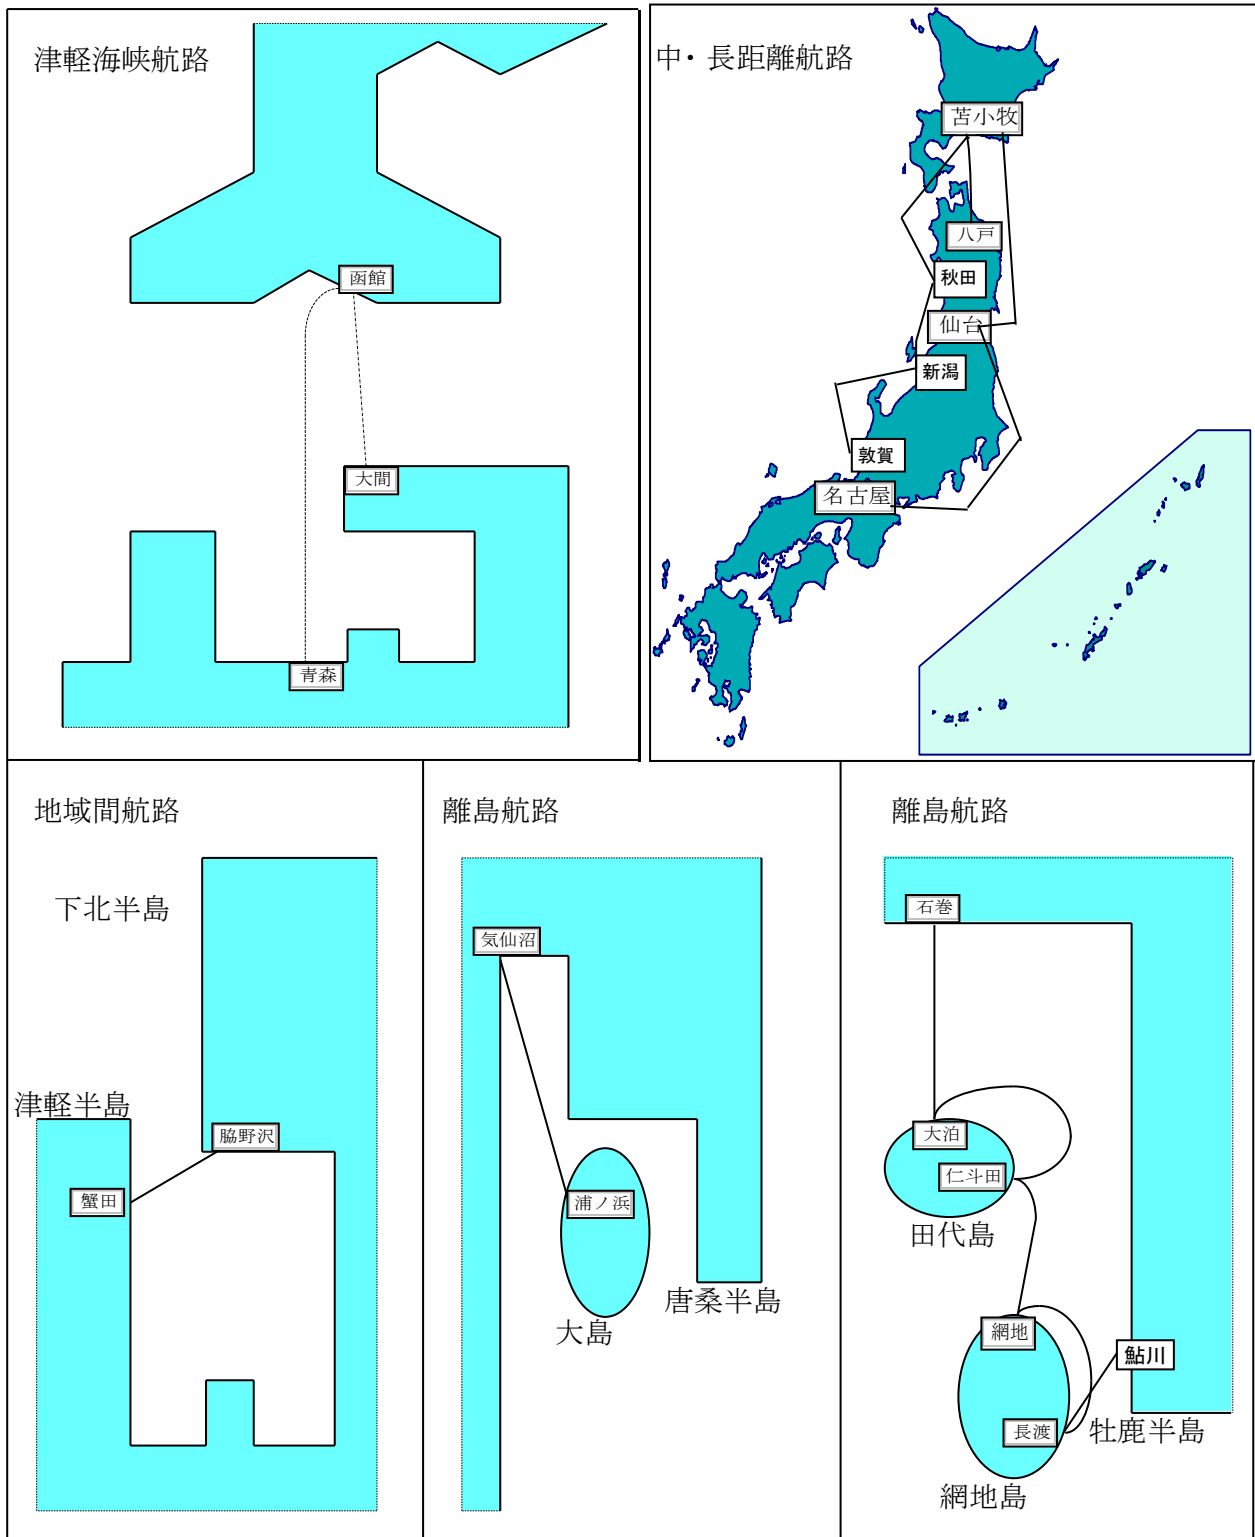 津軽海峡航路
函館
大間
青森
中・長距離航路
苫小牧
八戸
秋田
仙台
新潟
敦賀
名古屋
地域間航路
下北半島
津軽半島
脇野沢
蟹田
離島航路
気仙沼
浦ノ浜
唐桑半島
大島
離島航路
石巻
大泊
仁斗田
田代島
網地
鮎川
長渡
牡鹿半島
網地島